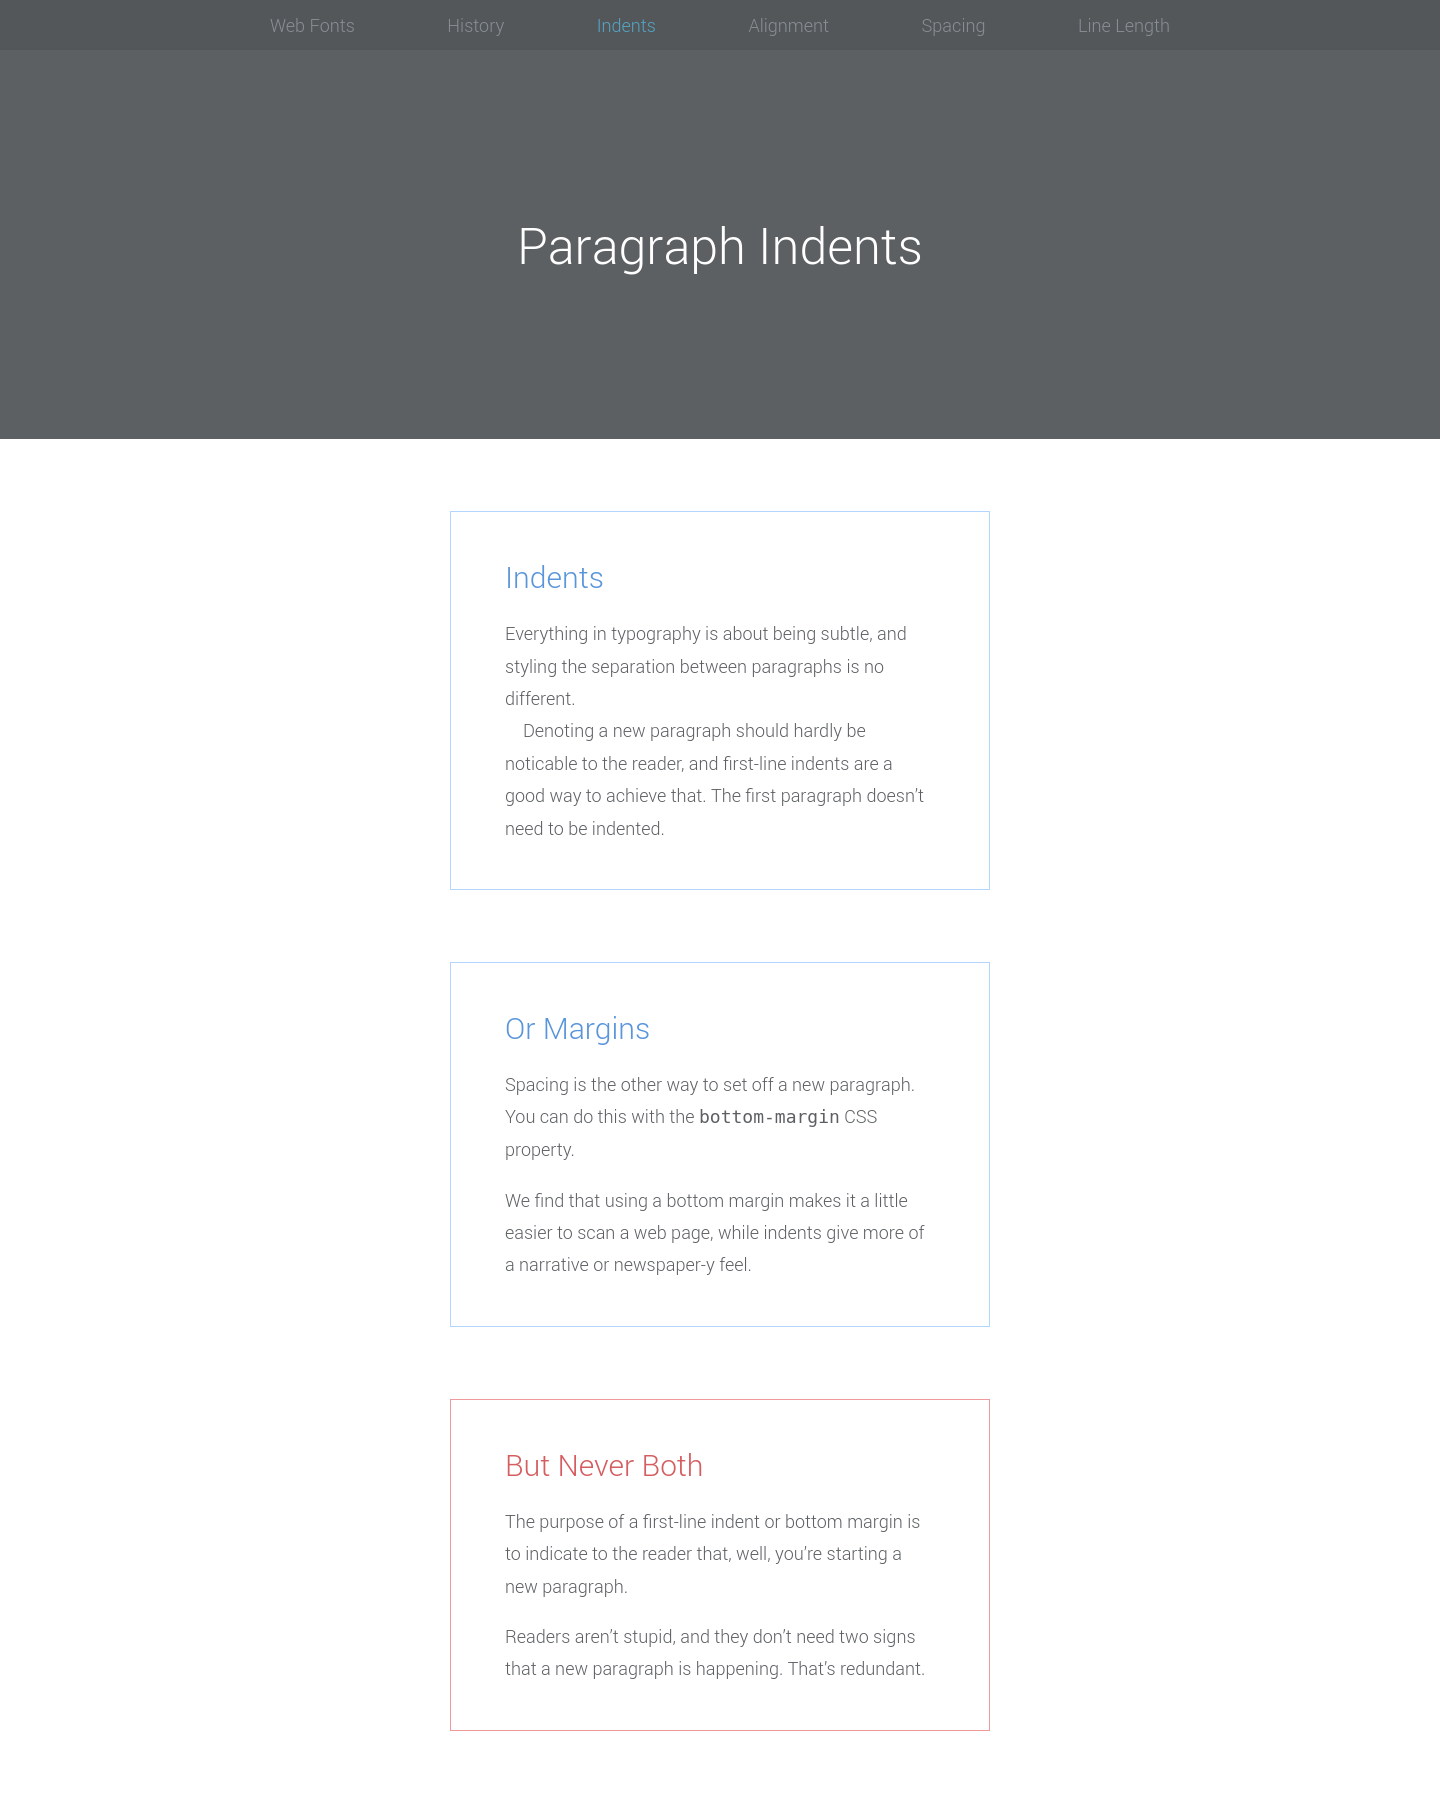 Web Fonts History Indents Alignment Spacing Line Length
Paragraph Indents
Indents
Everything in typography is about being subtle, and
styling the separation between paragraphs is no
different.
Denoting a new paragraph should hardly be
noticable to the reader, and first-line indents are a
good way to achieve that. The first paragraph doesn’t
need to be indented.
Or Margins
Spacing is the other way to set off a new paragraph.
You can do this with the bottom-margin CSS
property.
We find that using a bottom margin makes it a little
easier to scan a web page, while indents give more of
a narrative or newspaper-y feel.
But Never Both
The purpose of a first-line indent or bottom margin is
to indicate to the reader that, well, you’re starting a
new paragraph.
Readers aren’t stupid, and they don’t need two signs
that a new paragraph is happening. That’s redundant.